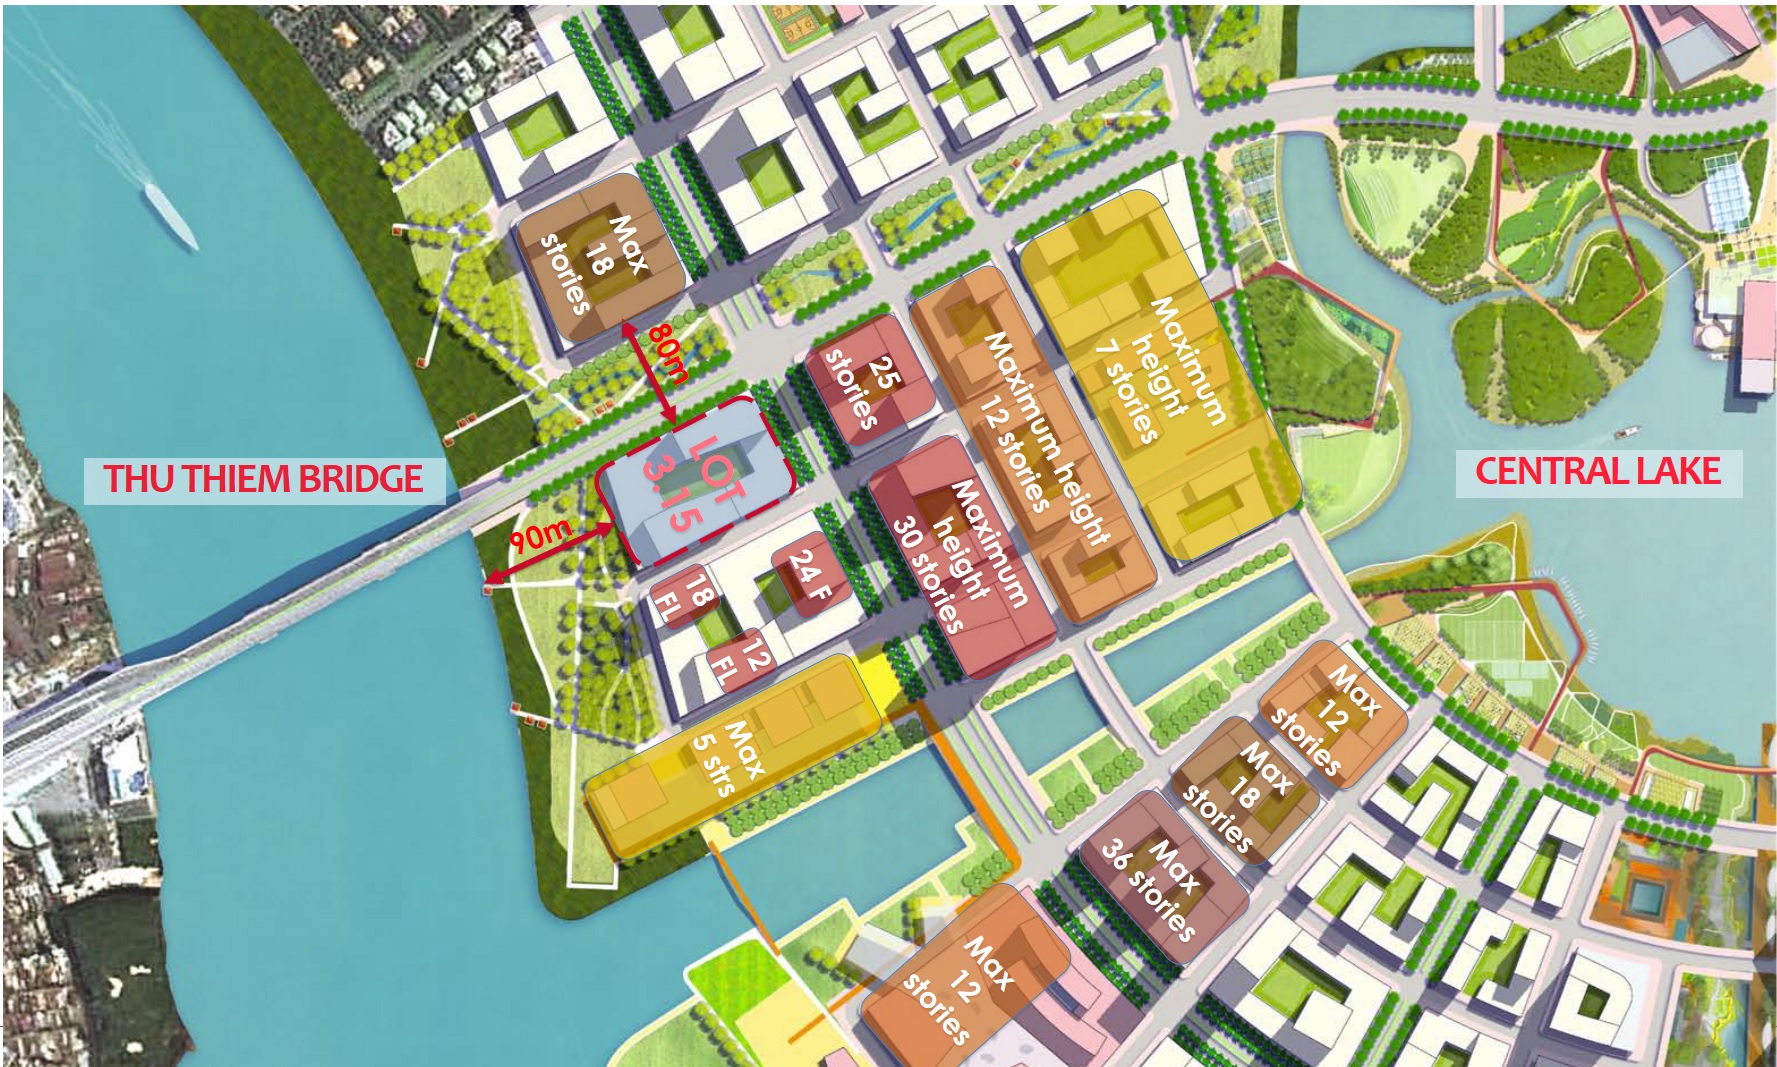 Max
18
stories
80m
25
stories
Maximum height
12 stories
Maximum
height
7 stories
THU THIEM BRIDGE
LOT
3.15
CENTRAL LAKE
90m
18
FL
24 F
12
FL
Maximum
height
30 stories
Max
5 strs
Max
12
stories
Max
18
stories
Max
36 stories
Max
12
stories